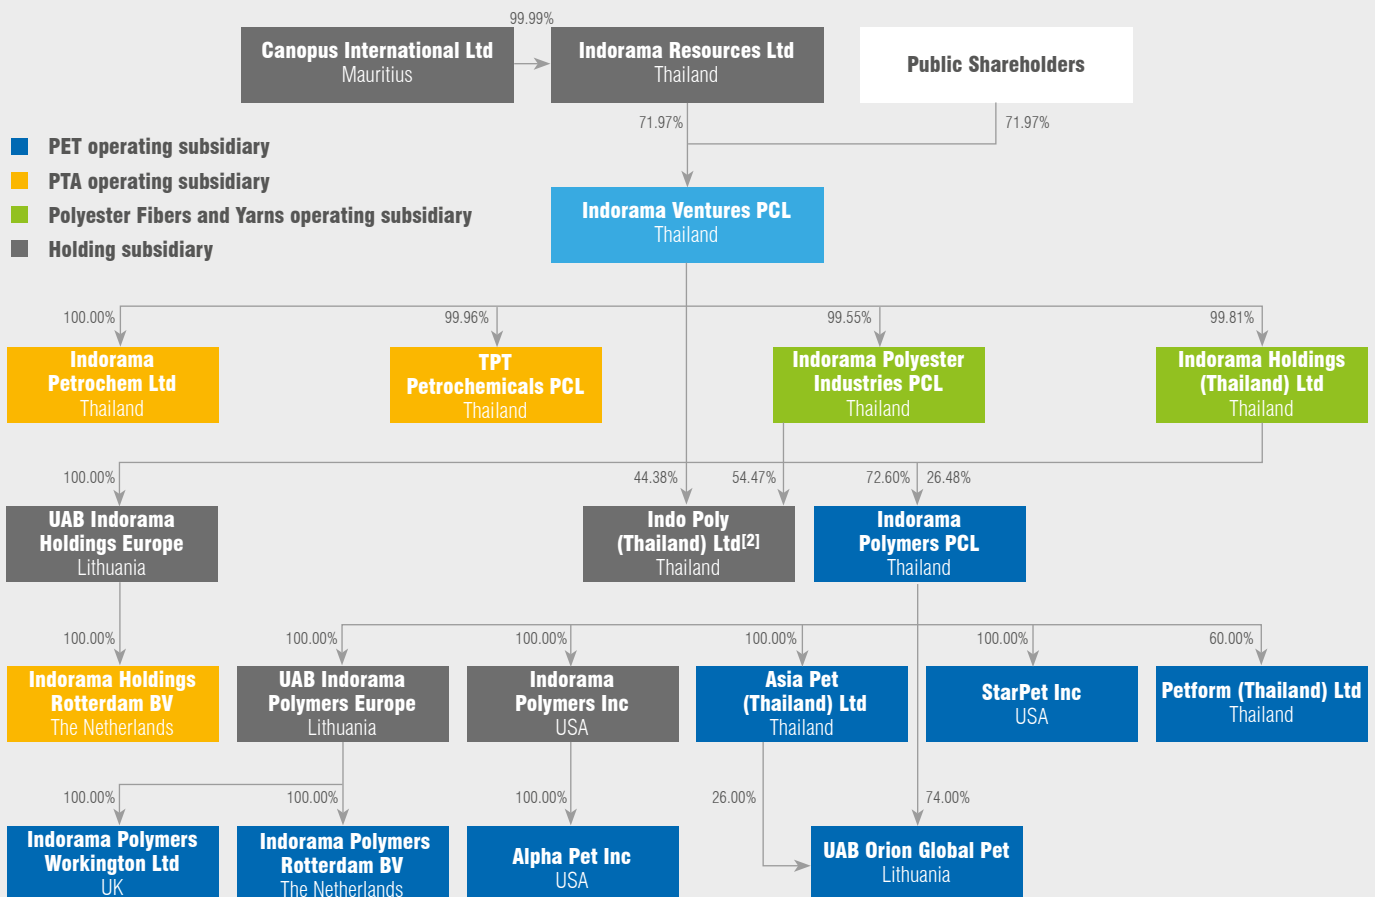 99.99%
Canopus International Ltd
Mauritius
Indorama Resources Ltd
Thailand
Public Shareholders
71.97%
71.97%
PET operating subsidiary
PTA operating subsidiary
Polyester Fibers and Yarns operating subsidiary
Holding subsidiary
Indorama Ventures PCL
Thailand
100.00%
99.96%
99.55%
99.81%
Indorama
Petrochem Ltd
Thailand
TPT
Petrochemicals PCL
Thailand
Indorama Polyester
Industries PCL
Thailand
Indorama Holdings
(Thailand) Ltd
Thailand
100.00%
44.38%
54.47%
72.60%
26.48%
UAB Indorama
Holdings Europe
Lithuania
Indo Poly
(Thailand) Ltd[2]
Thailand
Indorama
Polymers PCL
Thailand
100.00%
100.00%
100.00%
100.00%
100.00%
60.00%
Indorama Holdings
Rotterdam BV
The Netherlands
UAB Indorama
Polymers Europe
Lithuania
Indorama
Polymers Inc
USA
Asia Pet
(Thailand) Ltd
Thailand
StarPet Inc
USA
Petform (Thailand) Ltd
Thailand
100.00%
100.00%
100.00%
26.00%
74.00%
Indorama Polymers
Workington Ltd
UK
Indorama Polymers
Rotterdam BV
The Netherlands
Alpha Pet Inc
USA
UAB Orion Global Pet
Lithuania